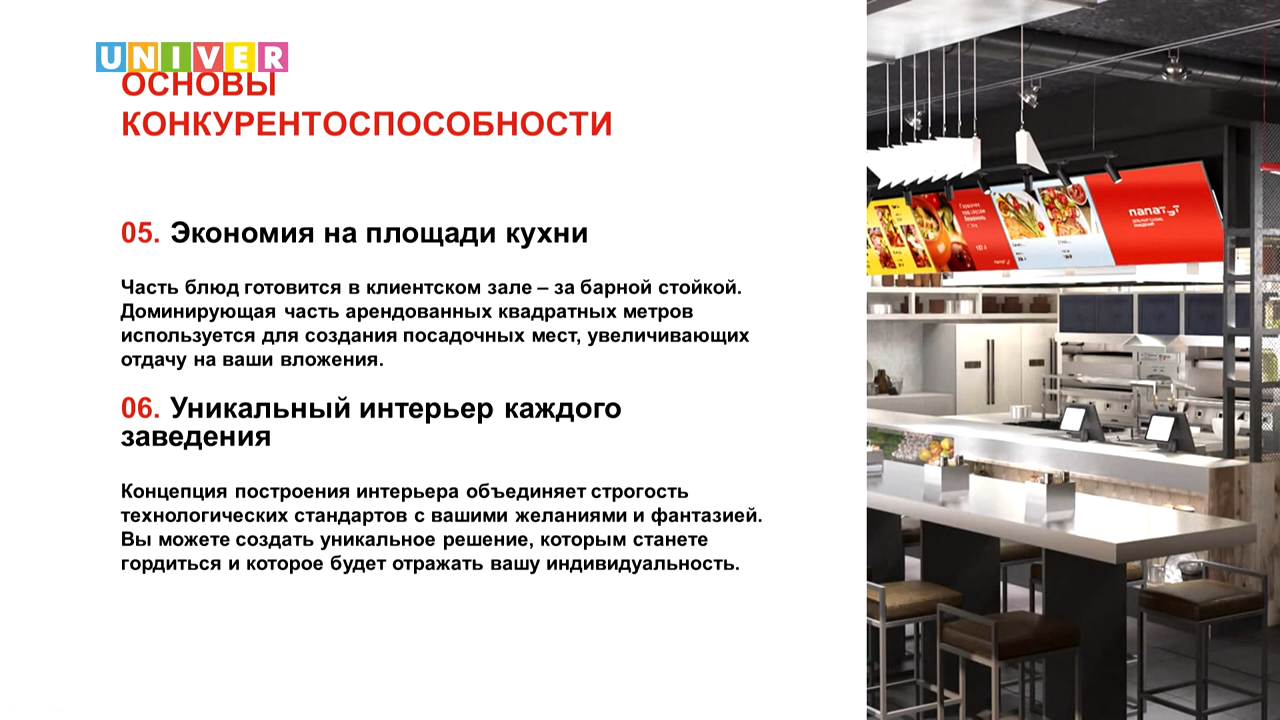 UNIVER
ОСНОВЫ
КОНКУРЕНТОСПОСОБНОСТИ
05. Экономия на площади кухни
Часть блюд готовится в клиентском зале – за барной стойкой.
Доминирующая часть арендованных квадратных метров
используется для создания посадочных мест, увеличивающих
отдачу на ваши вложения.
06. Уникальный интерьер каждого
заведения
Концепция построения интерьера объединяет строгость
технологических стандартов с вашими желаниями и фантазией.
Вы можете создать уникальное решение, которым станете
гордиться и которое будет отражать вашу индивидуальность.